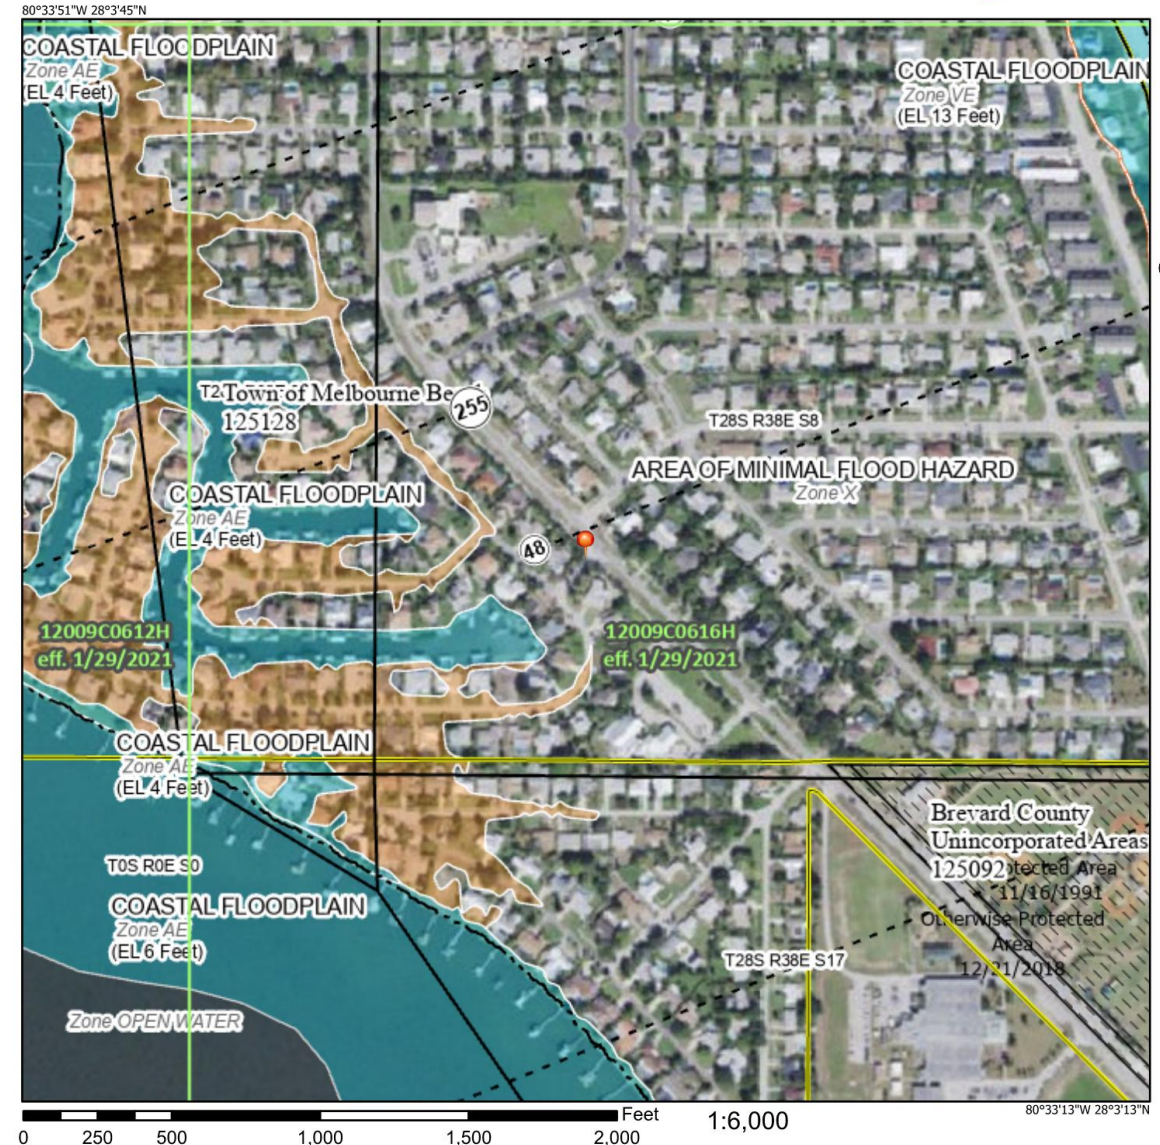 80°33'51"W 28°3'45"N
COASTAL FLOODPLAIN
Zone AE
(EL 4 Feet)
COASTAL FLOODPLAIN
Zone VE
(EL 13 Feet)
Town of Melbourne Be
125128
255
T28S R38E S8
AREA OF MINIMAL FLOOD HAZARD
Zone X
COASTAL FLOODPLAIN
Zone AE
(EL 4 Feet)
48
12009C0612H
eff. 1/29/2021
12009C0616H
eff. 1/29/2021
COASTAL FLOODPLAIN
Zone AE
(EL 4 Feet)
Brevard County
Unincorporated Areas
125092
otected Area
11/16/1991
Otherwise Protected
Area
12/21/2018
T0S R0E S0
COASTAL FLOODPLAIN
Zone AE
(EL 6 Feet)
T28S R38E S17
Zone OPEN WATER
80°33'13"W 28°3'13"N
Feet
1:6,000
0 250 500 1,000 1,500 2,000